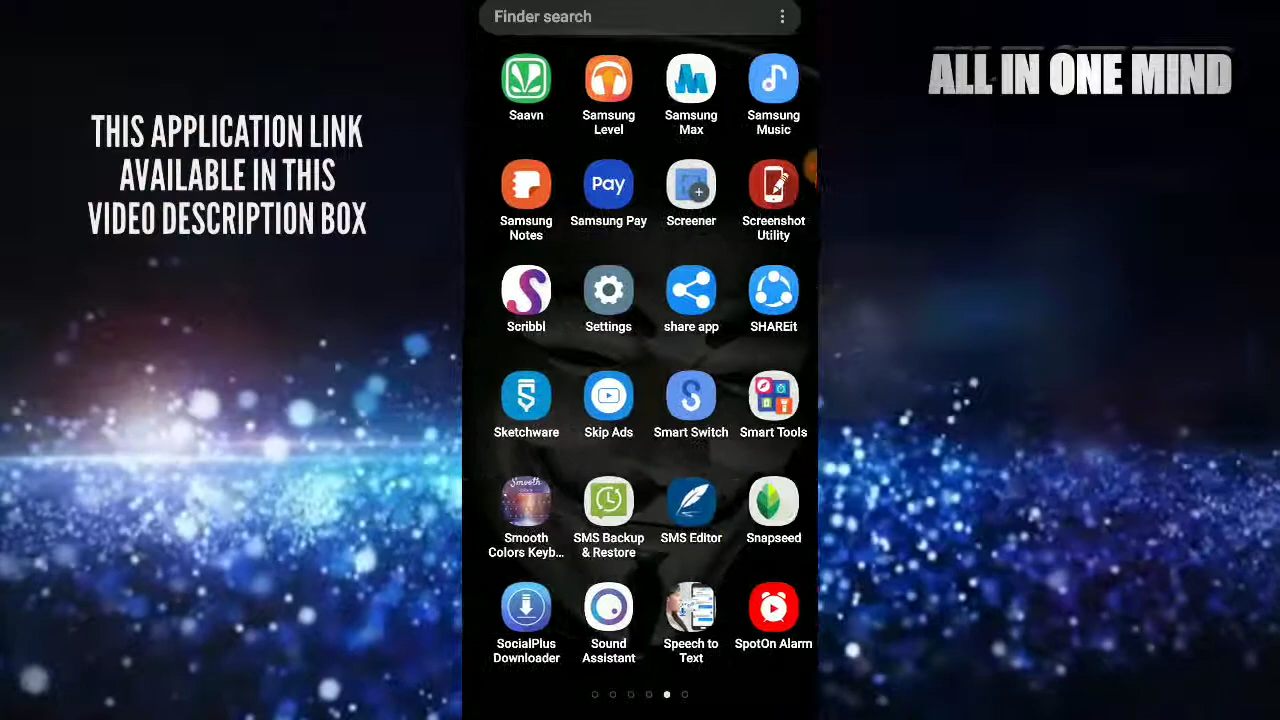 Finder search
ALL IN ONE MIND
THIS APPLICATION LINK
AVAILABLE IN THIS
VIDEO DESCRIPTION BOX
Saavn
Samsung
Level
Samsung
Max
Samsung
Music
Pay
Samsung
Notes
Samsung Pay
Screener
Screenshot
Utility
Scribbl
Settings
share app
SHAREit
Sketchware
Skip Ads
Smart Switch
Smart Tools
Smooth
Smooth
Colors Keyb...
SMS Backup
& Restore
SMS Editor
Snapseed
SocialPlus
Downloader
Sound
Assistant
Speech to
Text
SpotOn Alarm